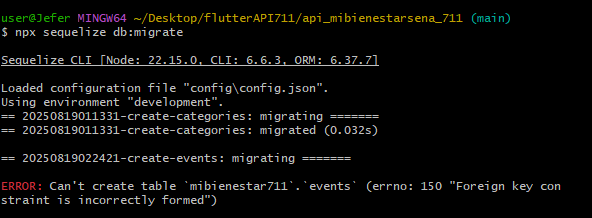 user@Jefer MINGW64 ~/Desktop/flutterAPI711/api_mibienestarsena_711 (main)
$ npx sequelize db:migrate
Sequelize CLI [Node: 22.15.0, CLI: 6.6.3, ORM: 6.37.7]
Loaded configuration file "config\config.json".
Using environment "development".
== 20250819011331-create-categories: migrating =======
== 20250819011331-create-categories: migrated (0.032s)
== 20250819022421-create-events: migrating =======
ERROR: Can't create table `mibienestar711`.`events` (errno: 150 "Foreign key con
straint is incorrectly formed")